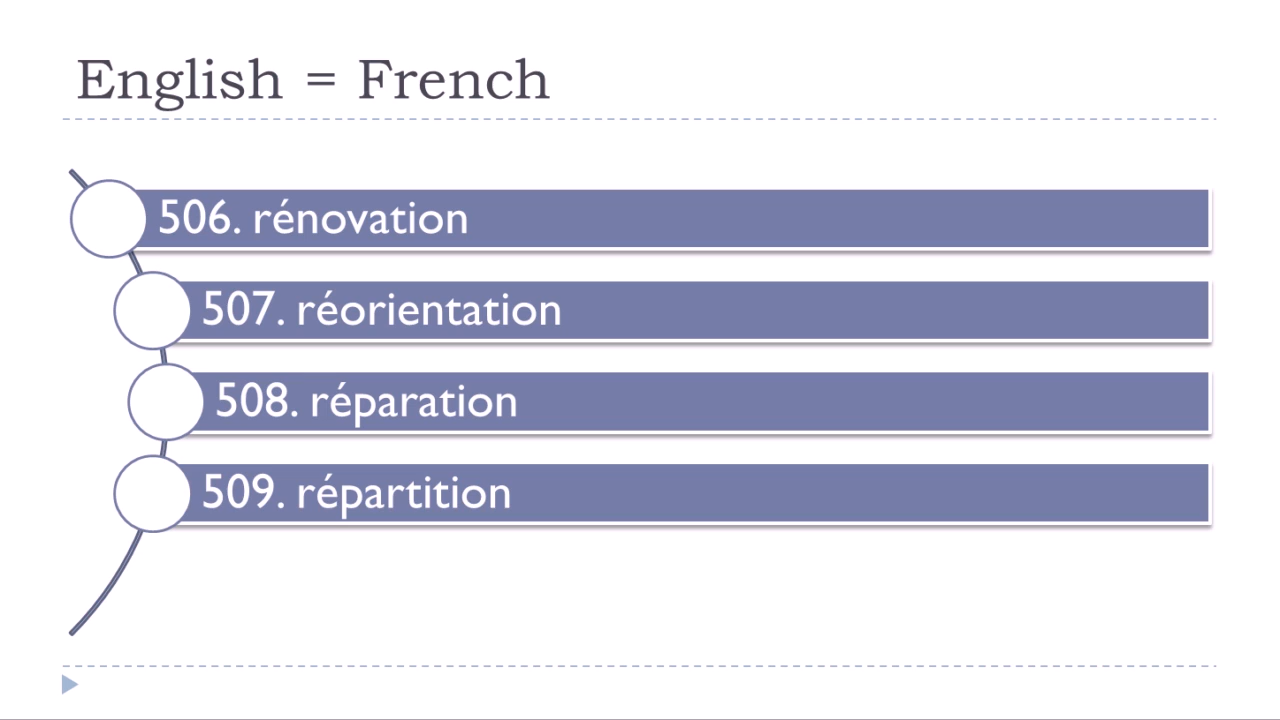 English = French
506. rénovation
507. réorientation
508. réparation
509. répartition